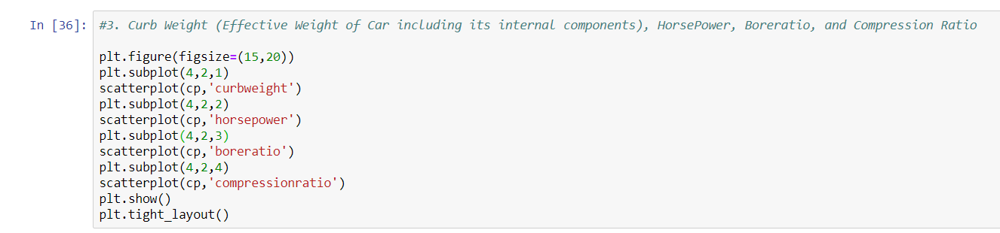 In [36]: #3. Curb Weight (Effective Weight of Car including its internal components), HorsePower, Boreratio, and Compression Ratio
plt.figure(figsize=(15,20))
plt.subplot(4,2,1)
scatterplot(cp,'curbweight')
plt.subplot(4,2,2)
scatterplot(cp,'horsepower')
plt.subplot(4,2,3)
scatterplot(cp,'boreratio')
plt.subplot(4,2,4)
scatterplot(cp,'compressionratio')
plt.show()
plt.tight_layout()